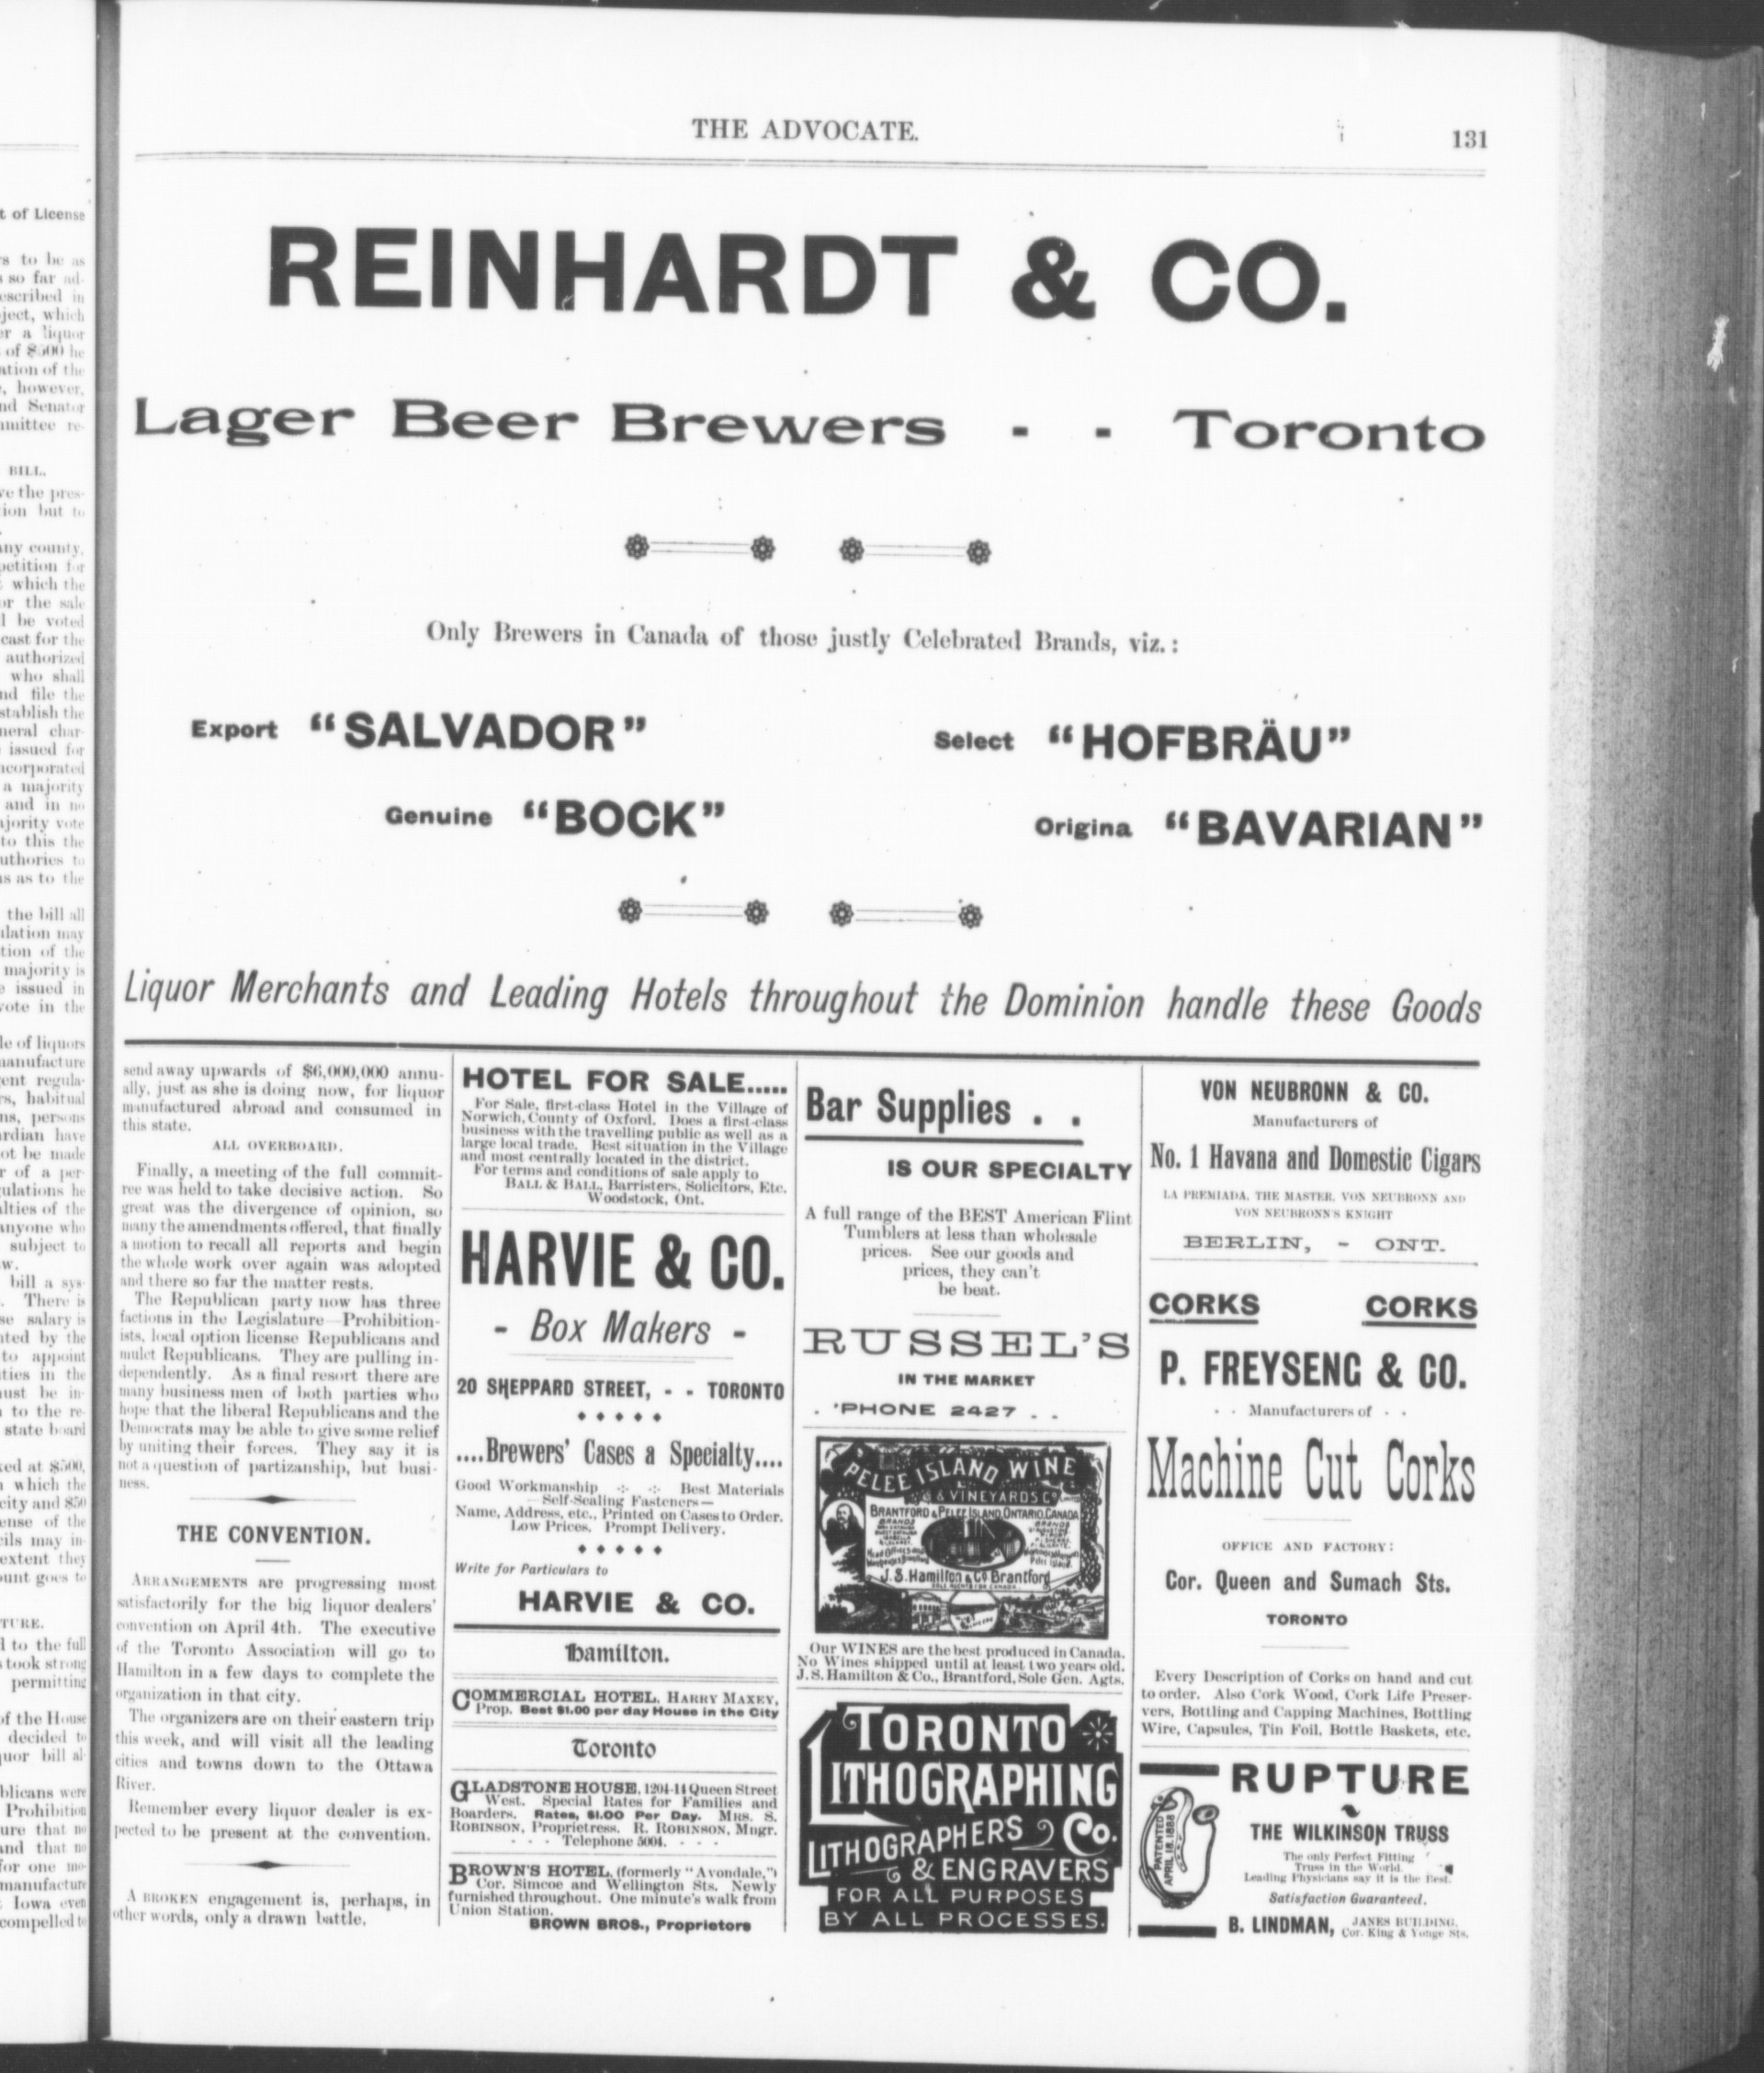 THE ADVOCATE.
131
REINHARDT & CO.
Lager Beer Brewers - - Toronto
Only Brewers in Canada of those justly Celebrated Brands, viz.:
Export "SALVADOR"
Select "HOFBRÄU"
Genuine "BOCK"
Origina "BAVARIAN"
Liquor Merchants and Leading Hotels throughout the Dominion handle these Goods
send away upwards of $6,000,000 annu-
ally, just as she is doing now, for liquor
manufactured abroad and consumed in
this state.
ALL OVERBOARD.
Finally, a meeting of the full commit-
tee was held to take decisive action. So
great was the divergence of opinion, so
many the amendments offered, that finally
a motion to recall all reports and begin
the whole work over again was adopted
and there so far the matter rests.
The Republican party now has three
factions in the Legislature—Prohibition-
ists, local option license Republicans and
mulct Republicans. They are pulling in-
dependently. As a final resort there are
many business men of both parties who
hope that the liberal Republicans and the
Democrats may be able to give some relief
by uniting their forces. They say it is
not a question of partizanship, but busi-
ness.
THE CONVENTION.
ARRANGEMENTS are progressing most
satisfactorily for the big liquor dealers'
convention on April 4th. The executive
of the Toronto Association will go to
Hamilton in a few days to complete the
organization in that city.
The organizers are on their eastern trip
this week, and will visit all the leading
cities and towns down to the Ottawa
River.
Remember every liquor dealer is ex-
pected to be present at the convention.
A BROKEN engagement is, perhaps, in
other words, only a drawn battle.
HOTEL FOR SALE.....
For Sale, first-class Hotel in the Village of
Norwich, County of Oxford. Does a first-class
business with the travelling public as well as a
large local trade. Best situation in the Village
and most centrally located in the district.
For terms and conditions of sale apply to
BALL & BALL, Barristers, Solicitors, Etc.
Woodstock, Ont.
HARVIE & CO.
- Box Makers -
20 SHEPPARD STREET, - - TORONTO
....Brewers' Cases a Specialty....
Good Workmanship -:- -:- Best Materials
—Self-Sealing Fasteners—
Name, Address, etc., Printed on Cases to Order.
Low Prices. Prompt Delivery.
Write for Particulars to
HARVIE & CO.
Hamilton.
COMMERCIAL HOTEL, HARRY MAXEY,
Prop. Best $1.00 per day House in the City
Toronto
GLADSTONE HOUSE, 1204-14 Queen Street
West. Special Rates for Families and
Boarders. Rates, $1.00 Per Day. MRS. S.
ROBINSON, Proprietress. R. ROBINSON, Mngr.
- - - Telephone 5004. - - -
BROWN'S HOTEL, (formerly "Avondale,")
Cor. Simcoe and Wellington Sts. Newly
furnished throughout. One minute's walk from
Union Station.
BROWN BROS., Proprietors
Bar Supplies . .
IS OUR SPECIALTY
A full range of the BEST American Flint
Tumblers at less than wholesale
prices. See our goods and
prices, they can't
be beat.
RUSSEL'S
IN THE MARKET
. 'PHONE 2427 . .
PELEE ISLAND WINE
& VINEYARDS Co.
BRANTFORD & PELEE ISLAND, ONTARIO, CANADA
BRANDS
BRANDS
J.S. Hamilton & Co Brantford
SOLE AGENTS FOR CANADA
Our WINES are the best produced in Canada.
No Wines shipped until at least two years old.
J.S. Hamilton & Co., Brantford, Sole Gen. Agts.
TORONTO
LITHOGRAPHING
Co.
LITHOGRAPHERS
& ENGRAVERS
FOR ALL PURPOSES
BY ALL PROCESSES.
VON NEUBRONN & CO.
Manufacturers of
No. 1 Havana and Domestic Cigars
LA PREMIADA, THE MASTER, VON NEUBRONN AND
VON NEUBRONN'S KNIGHT
BERLIN, - ONT.
CORKS CORKS
P. FREYSENG & CO.
. . Manufacturers of . .
Machine Cut Corks
OFFICE AND FACTORY:
Cor. Queen and Sumach Sts.
TORONTO
Every Description of Corks on hand and cut
to order. Also Cork Wood, Cork Life Preser-
vers, Bottling and Capping Machines, Bottling
Wire, Capsules, Tin Foil, Bottle Baskets, etc.
RUPTURE
PATENTED
APRIL 18. 1888
THE WILKINSON TRUSS
The only Perfect Fitting
Truss in the World.
Leading Physicians say it is the Best.
Satisfaction Guaranteed.
B. LINDMAN, JANES BUILDING,
Cor. King & Yonge Sts.